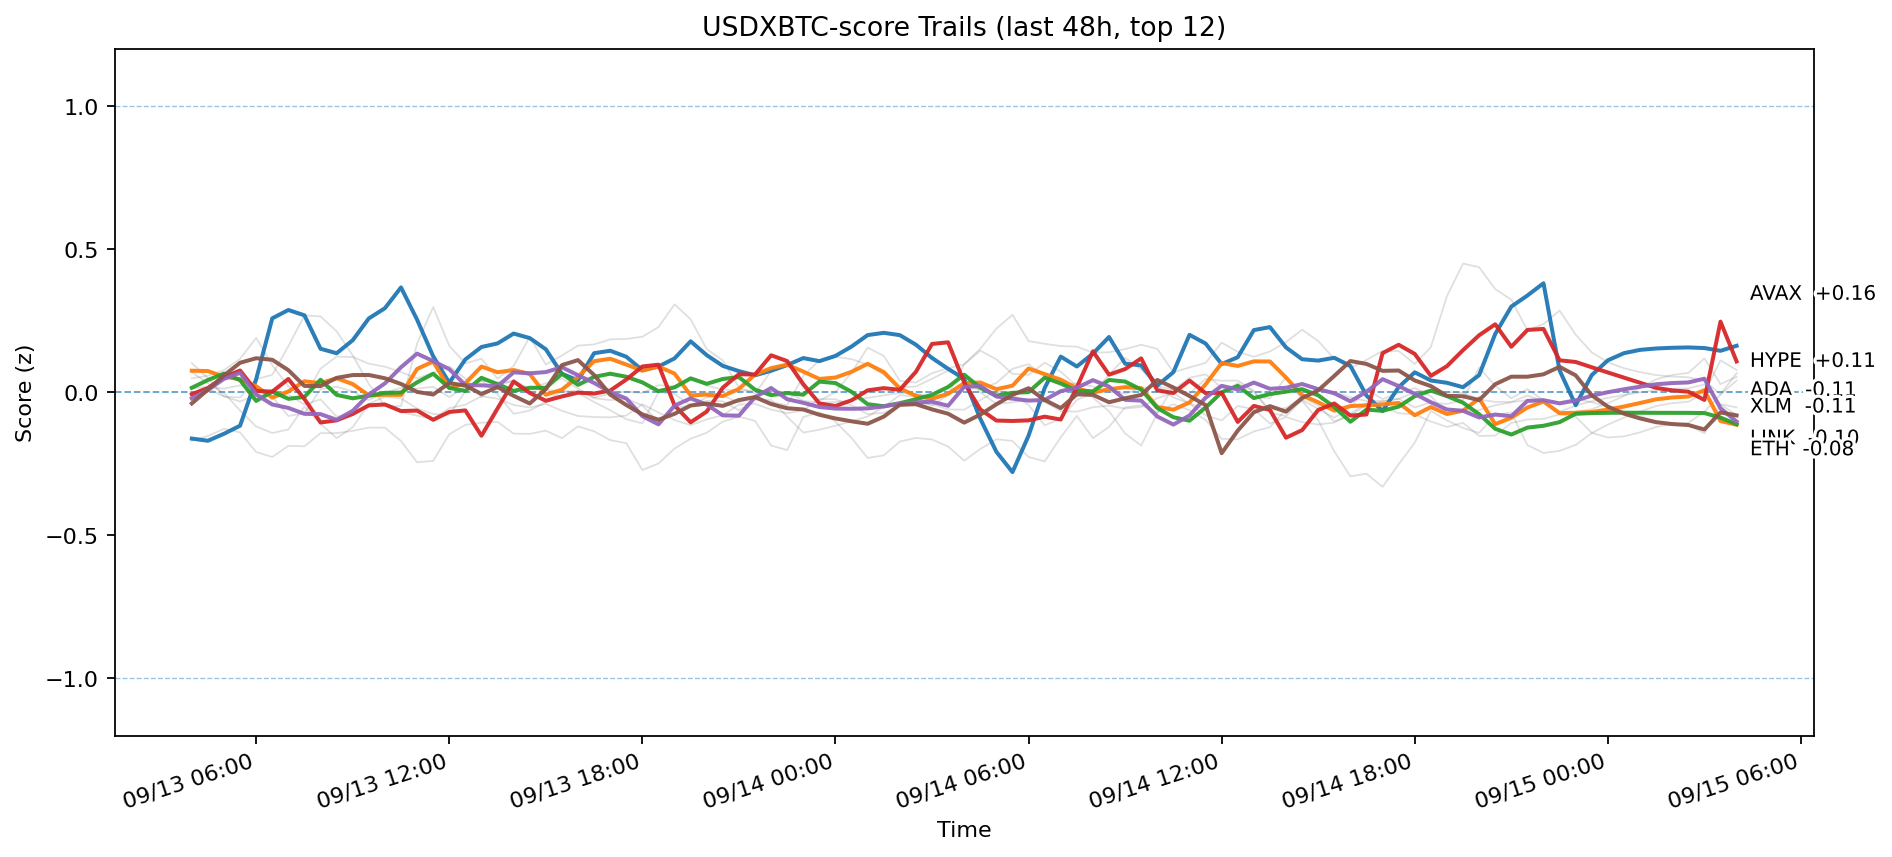 USDXBTC-score Trails (last 48h, top 12)
Score (z)
1.0
0.5
0.0
−0.5
−1.0
AVAX +0.16
HYPE +0.11
ADA -0.11
XLM -0.11
LINK -0.10
ETH -0.08
09/13 06:00
09/13 12:00
09/13 18:00
09/14 00:00
09/14 06:00
09/14 12:00
09/14 18:00
09/15 00:00
09/15 06:00
Time